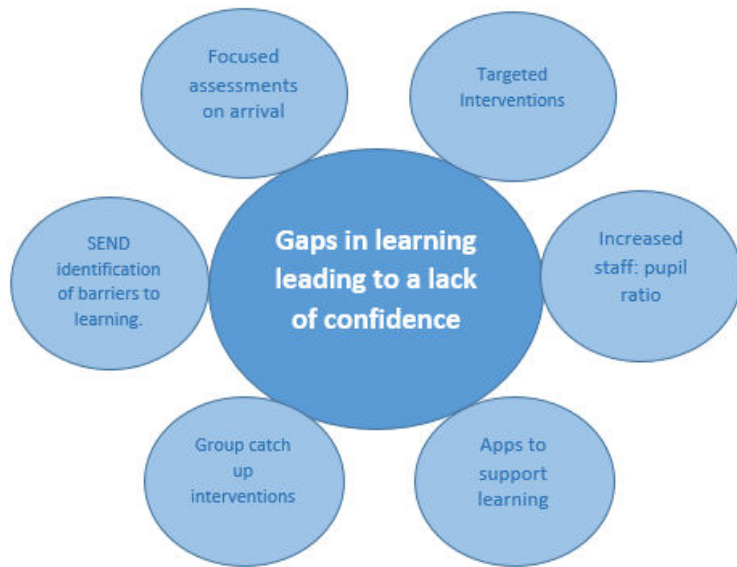 Focused
assessments
on arrival
Targeted
Interventions
SEND
identification
of barriers to
learning.
Gaps in learning
leading to a lack
of confidence
Increased
staff: pupil
ratio
Group catch
up
interventions
Apps to
support
learning